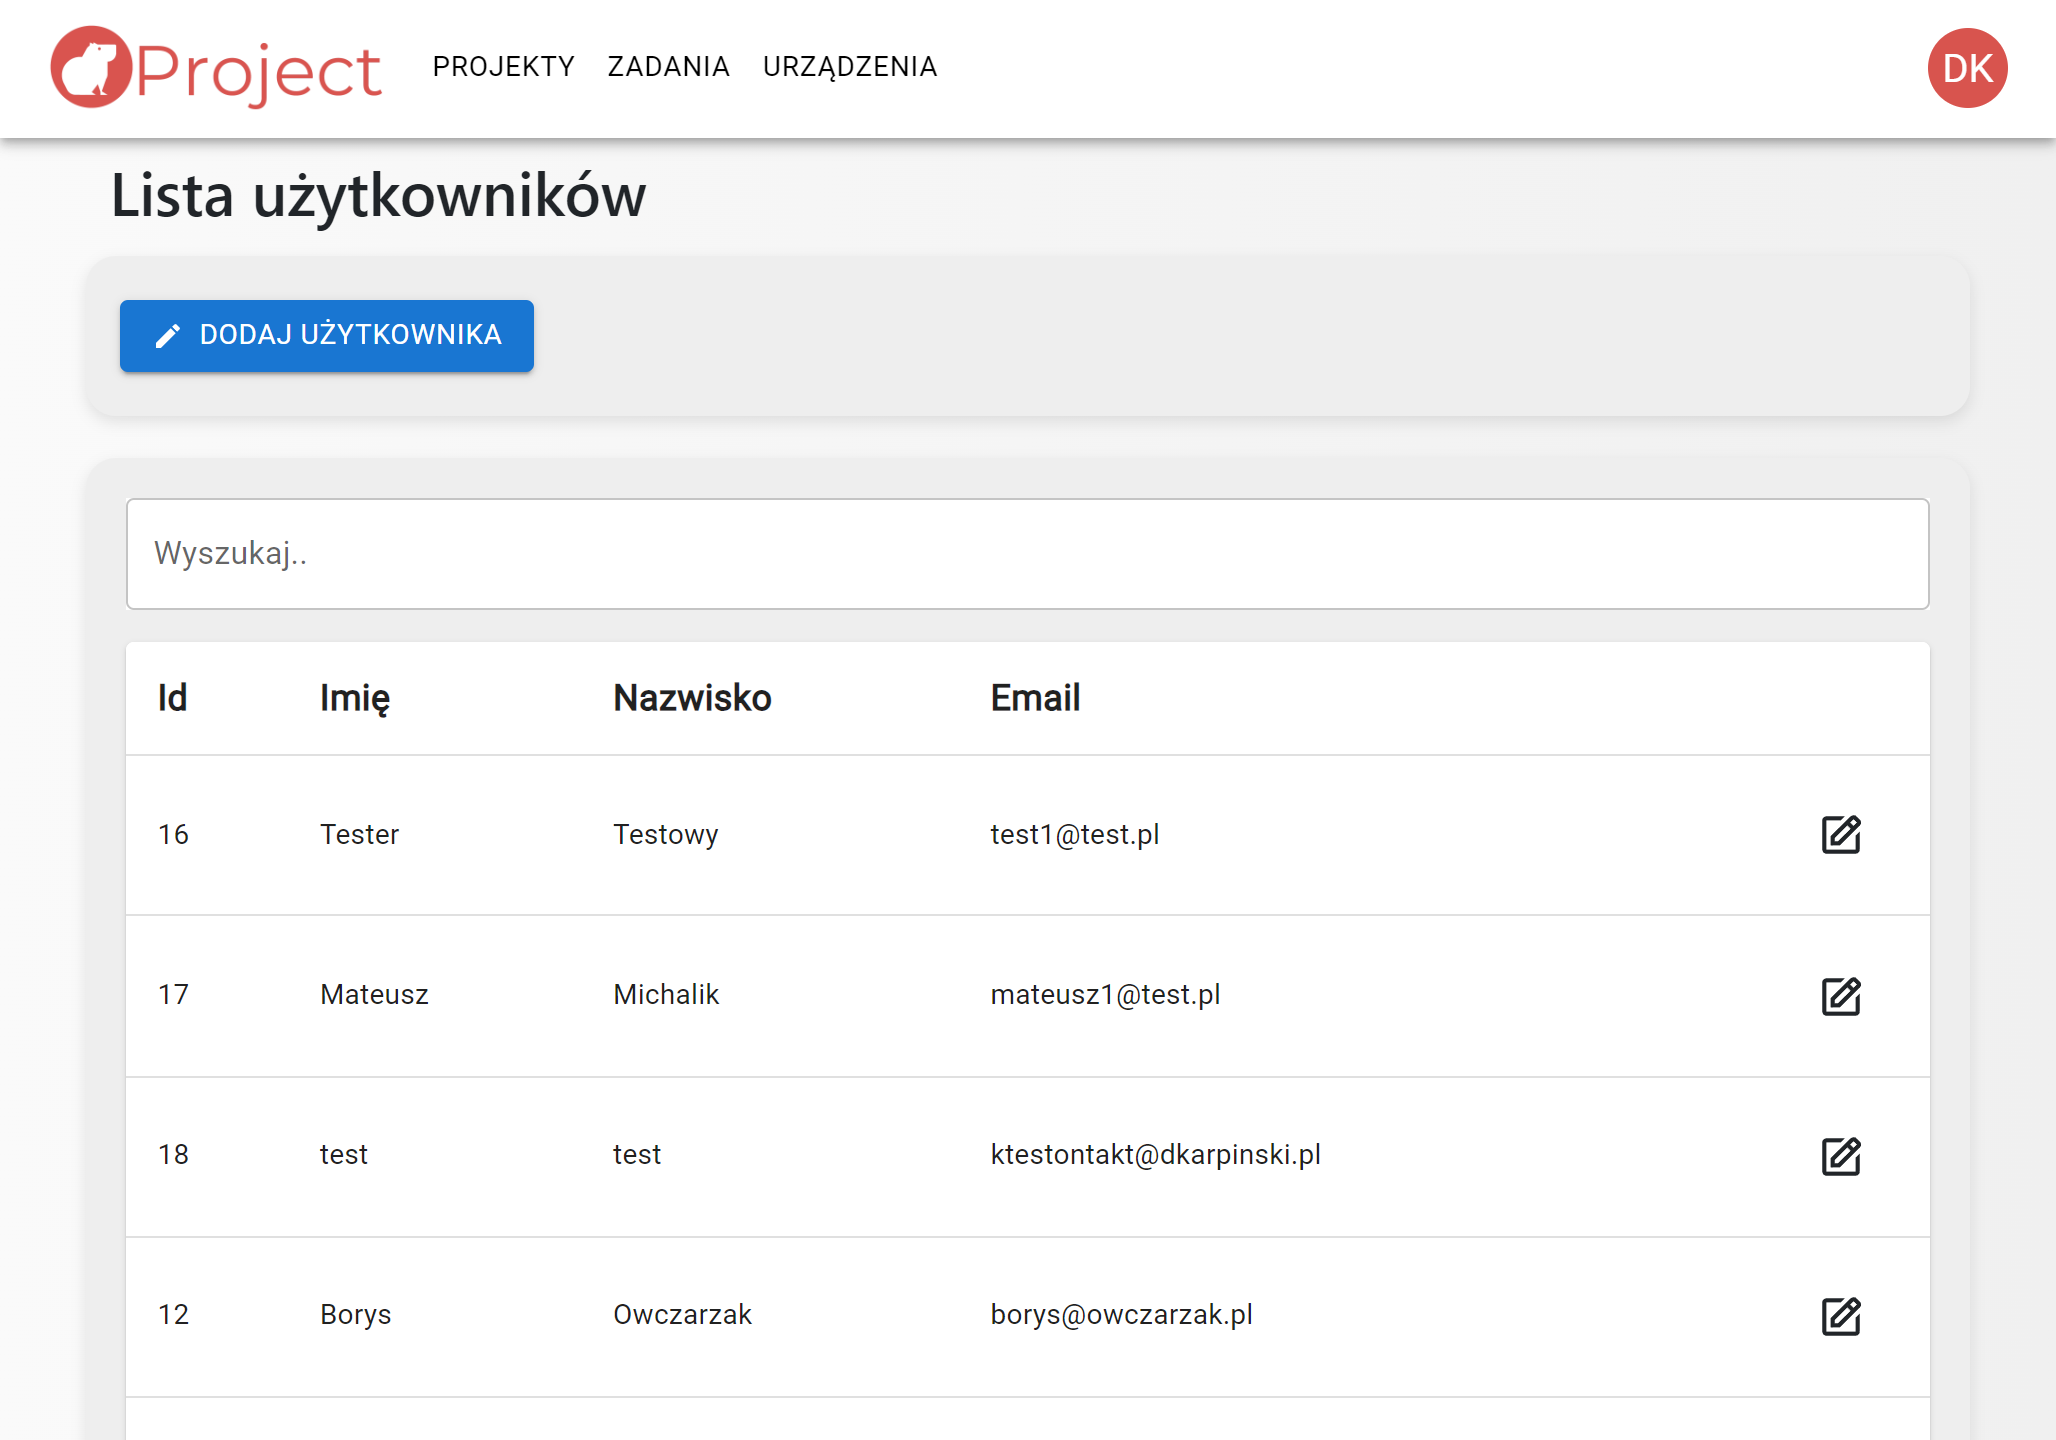 Project PROJEKTY ZADANIA URZĄDZENIA DK
Lista użytkowników
DODAJ UŻYTKOWNIKA
Wyszukaj..
Id Imię Nazwisko Email
16 Tester Testowy test1@test.pl
17 Mateusz Michalik mateusz1@test.pl
18 test test ktestontakt@dkarpinski.pl
12 Borys Owczarzak borys@owczarzak.pl